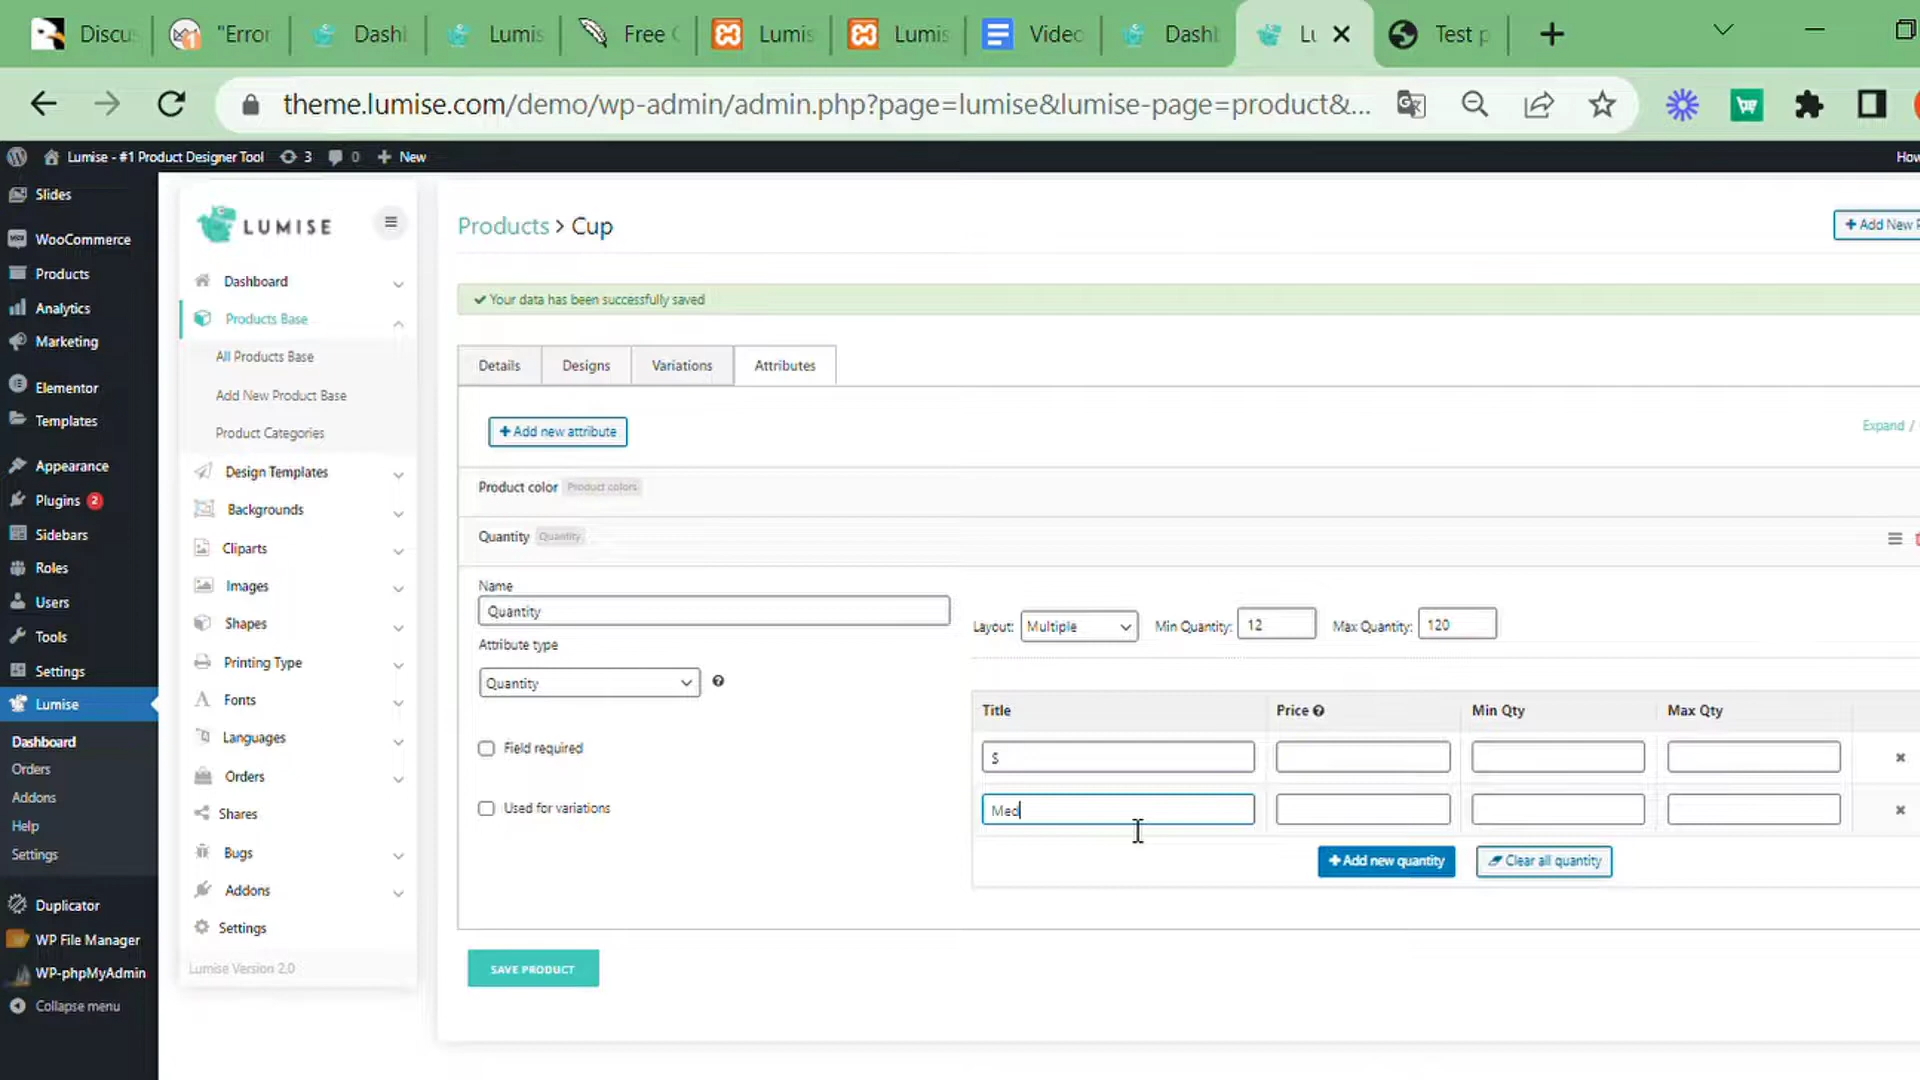 Discu
"Error
Dashl
Lumis
Free
Lumis
Lumis
Videc
Dashl
Lu
Test p
theme.lumise.com/demo/wp-admin/admin.php?page=lumise&lumise-page=product&...
Lumise - #1 Product Designer Tool
3
0
New
How
Slides
WooCommerce
Products
Analytics
Marketing
Elementor
Templates
Appearance
Plugins 2
Sidebars
Roles
Users
Tools
Settings
Lumise
Dashboard
Orders
Addons
Help
Settings
Duplicator
WP File Manager
WP-phpMyAdmin
Collapse menu
LUMISE
Dashboard
Products Base
All Products Base
Add New Product Base
Product Categories
Design Templates
Backgrounds
Cliparts
Images
Shapes
Printing Type
Fonts
Languages
Orders
Shares
Bugs
Addons
Settings
Lumise Version 2.0
Products > Cup
Add New
Your data has been successfully saved
Details
Designs
Variations
Attributes
Add new attribute
Expand /
Product color Product colors
Quantity Quantity
Name
Quantity
Attribute type
Quantity
Field required
Used for variations
Layout: Multiple
Min Quantity: 12
Max Quantity: 120
Title
Price
Min Qty
Max Qty
S
Med
Add new quantity
Clear all quantity
SAVE PRODUCT